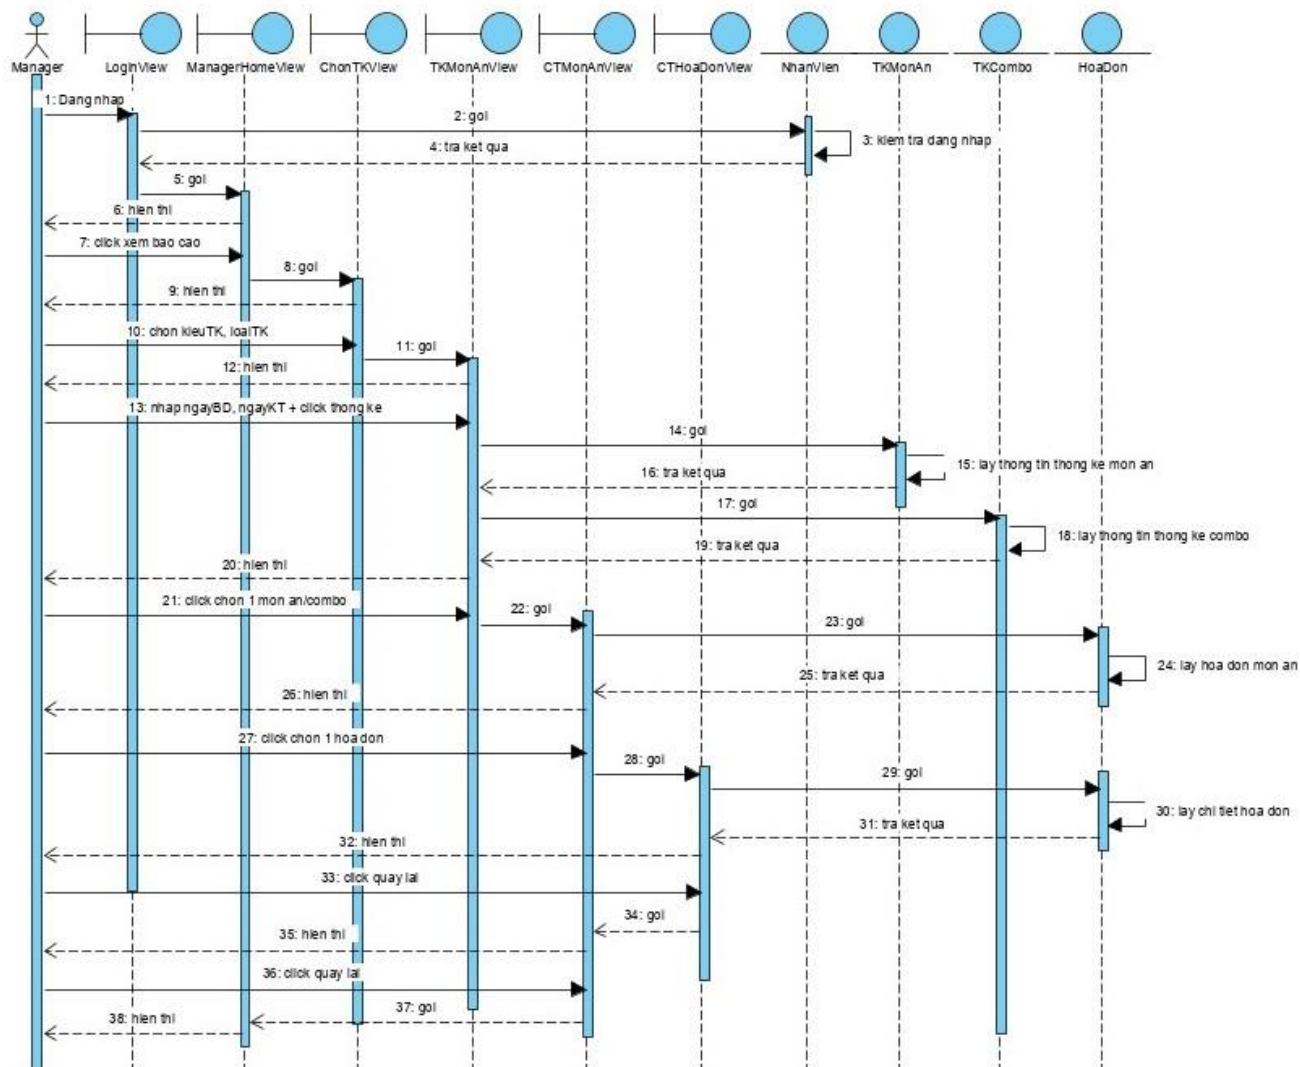 Manager
LoginView
ManagerHomeView
ChonTKView
TKMonAnView
CTMonAnView
CTHoaDonView
NhanVien
TKMonAn
TKCombo
HoaDon
1: Dang nhap
2: goi
3: kiem tra dang nhap
4: tra ket qua
5: goi
6: hien thi
7: click xem bao cao
8: goi
9: hien thi
10: chon kieuTK, loaiTK
11: goi
12: hien thi
13: nhap ngayBD, ngayKT + click thong ke
14: goi
15: lay thong tin thong ke mon an
16: tra ket qua
17: goi
18: lay thong tin thong ke combo
19: tra ket qua
20: hien thi
21: click chon 1 mon an/combo
22: goi
23: goi
24: lay hoa don mon an
25: tra ket qua
26: hien thi
27: click chon 1 hoa don
28: goi
29: goi
30: lay chi tiet hoa don
31: tra ket qua
32: hien thi
33: click quay lai
34: goi
35: hien thi
36: click quay lai
37: goi
38: hien thi